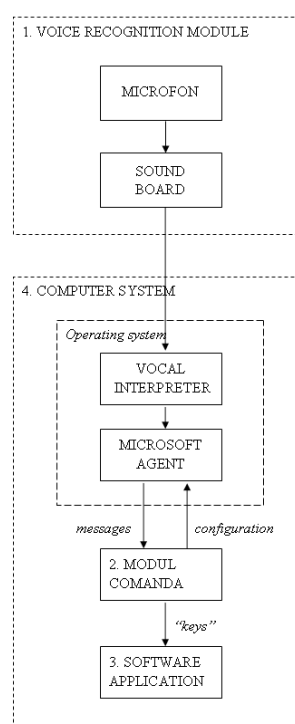 1. VOICE RECOGNITION MODULE
MICROFON
SOUND
BOARD
4. COMPUTER SYSTEM
Operating system
VOCAL
INTERPRETER
MICROSOFT
AGENT
messages
configuration
2. MODUL
COMANDA
“keys”
3. SOFTWARE
APPLICATION